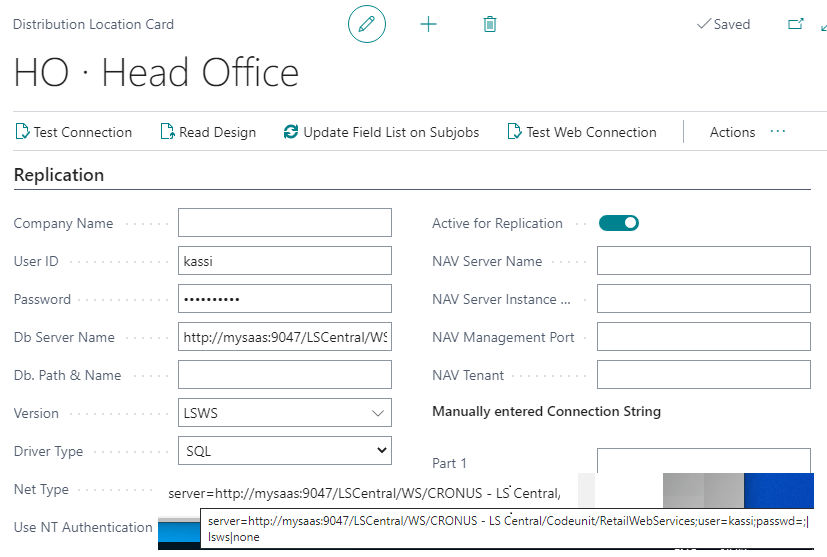 Distribution Location Card
Saved
HO · Head Office
Test Connection Read Design Update Field List on Subjobs Test Web Connection Actions ···
Replication
Company Name
User ID kassi
Password ••••••••••
Db Server Name http://mysaas:9047/LSCentral/WS
Db. Path & Name
Version LSWS
Driver Type SQL
Net Type
Use NT Authentication
Active for Replication
NAV Server Name
NAV Server Instance ...
NAV Management Port
NAV Tenant
Manually entered Connection String
Part 1
server=http://mysaas:9047/LSCentral/WS/CRONUS - LS Central/
server=http://mysaas:9047/LSCentral/WS/CRONUS - LS Central/Codeunit/RetailWebServices;user=kassi;passwd=;|
lsws|none